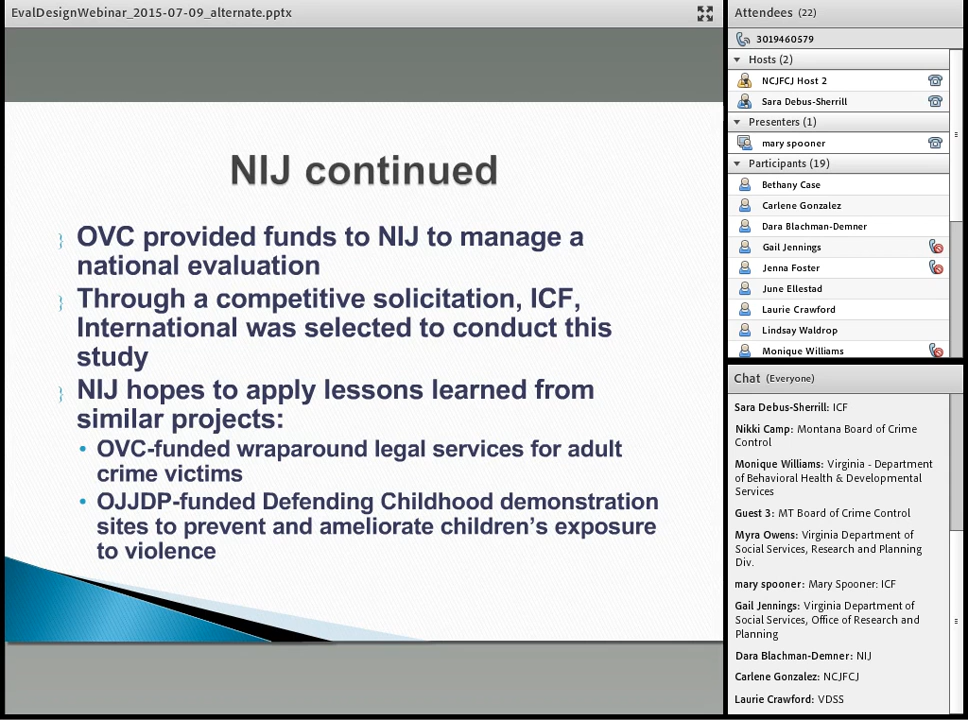 EvalDesignWebinar_2015-07-09_alternate.pptx
NIJ continued
OVC provided funds to NIJ to manage a
national evaluation
Through a competitive solicitation, ICF,
International was selected to conduct this
study
NIJ hopes to apply lessons learned from
similar projects:
• OVC-funded wraparound legal services for adult
crime victims
• OJJDP-funded Defending Childhood demonstration
sites to prevent and ameliorate children’s exposure
to violence
Attendees (22)
3019460579
Hosts (2)
NCJFCJ Host 2
Sara Debus-Sherrill
Presenters (1)
mary spooner
Participants (19)
Bethany Case
Carlene Gonzalez
Dara Blachman-Demner
Gail Jennings
Jenna Foster
June Ellestad
Laurie Crawford
Lindsay Waldrop
Monique Williams
Chat (Everyone)
Sara Debus-Sherrill: ICF
Nikki Camp: Montana Board of Crime
Control
Monique Williams: Virginia - Department
of Behavioral Health & Developmental
Services
Guest 3: MT Board of Crime Control
Myra Owens: Virginia Department of
Social Services, Research and Planning
Div.
mary spooner: Mary Spooner: ICF
Gail Jennings: Virginia Department of
Social Services, Office of Research and
Planning
Dara Blachman-Demner: NIJ
Carlene Gonzalez: NCJFCJ
Laurie Crawford: VDSS